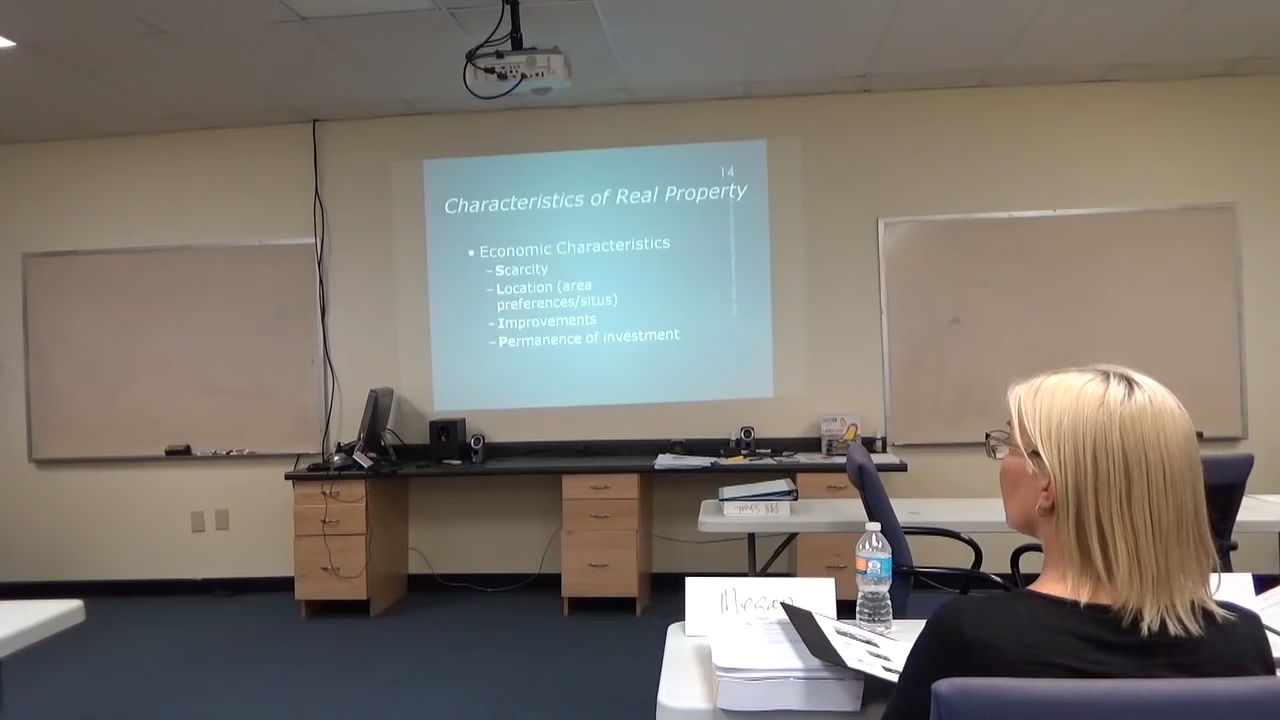 14
Characteristics of Real Property
• Economic Characteristics
–Scarcity
–Location (area
preferences/situs)
–Improvements
–Permanence of investment